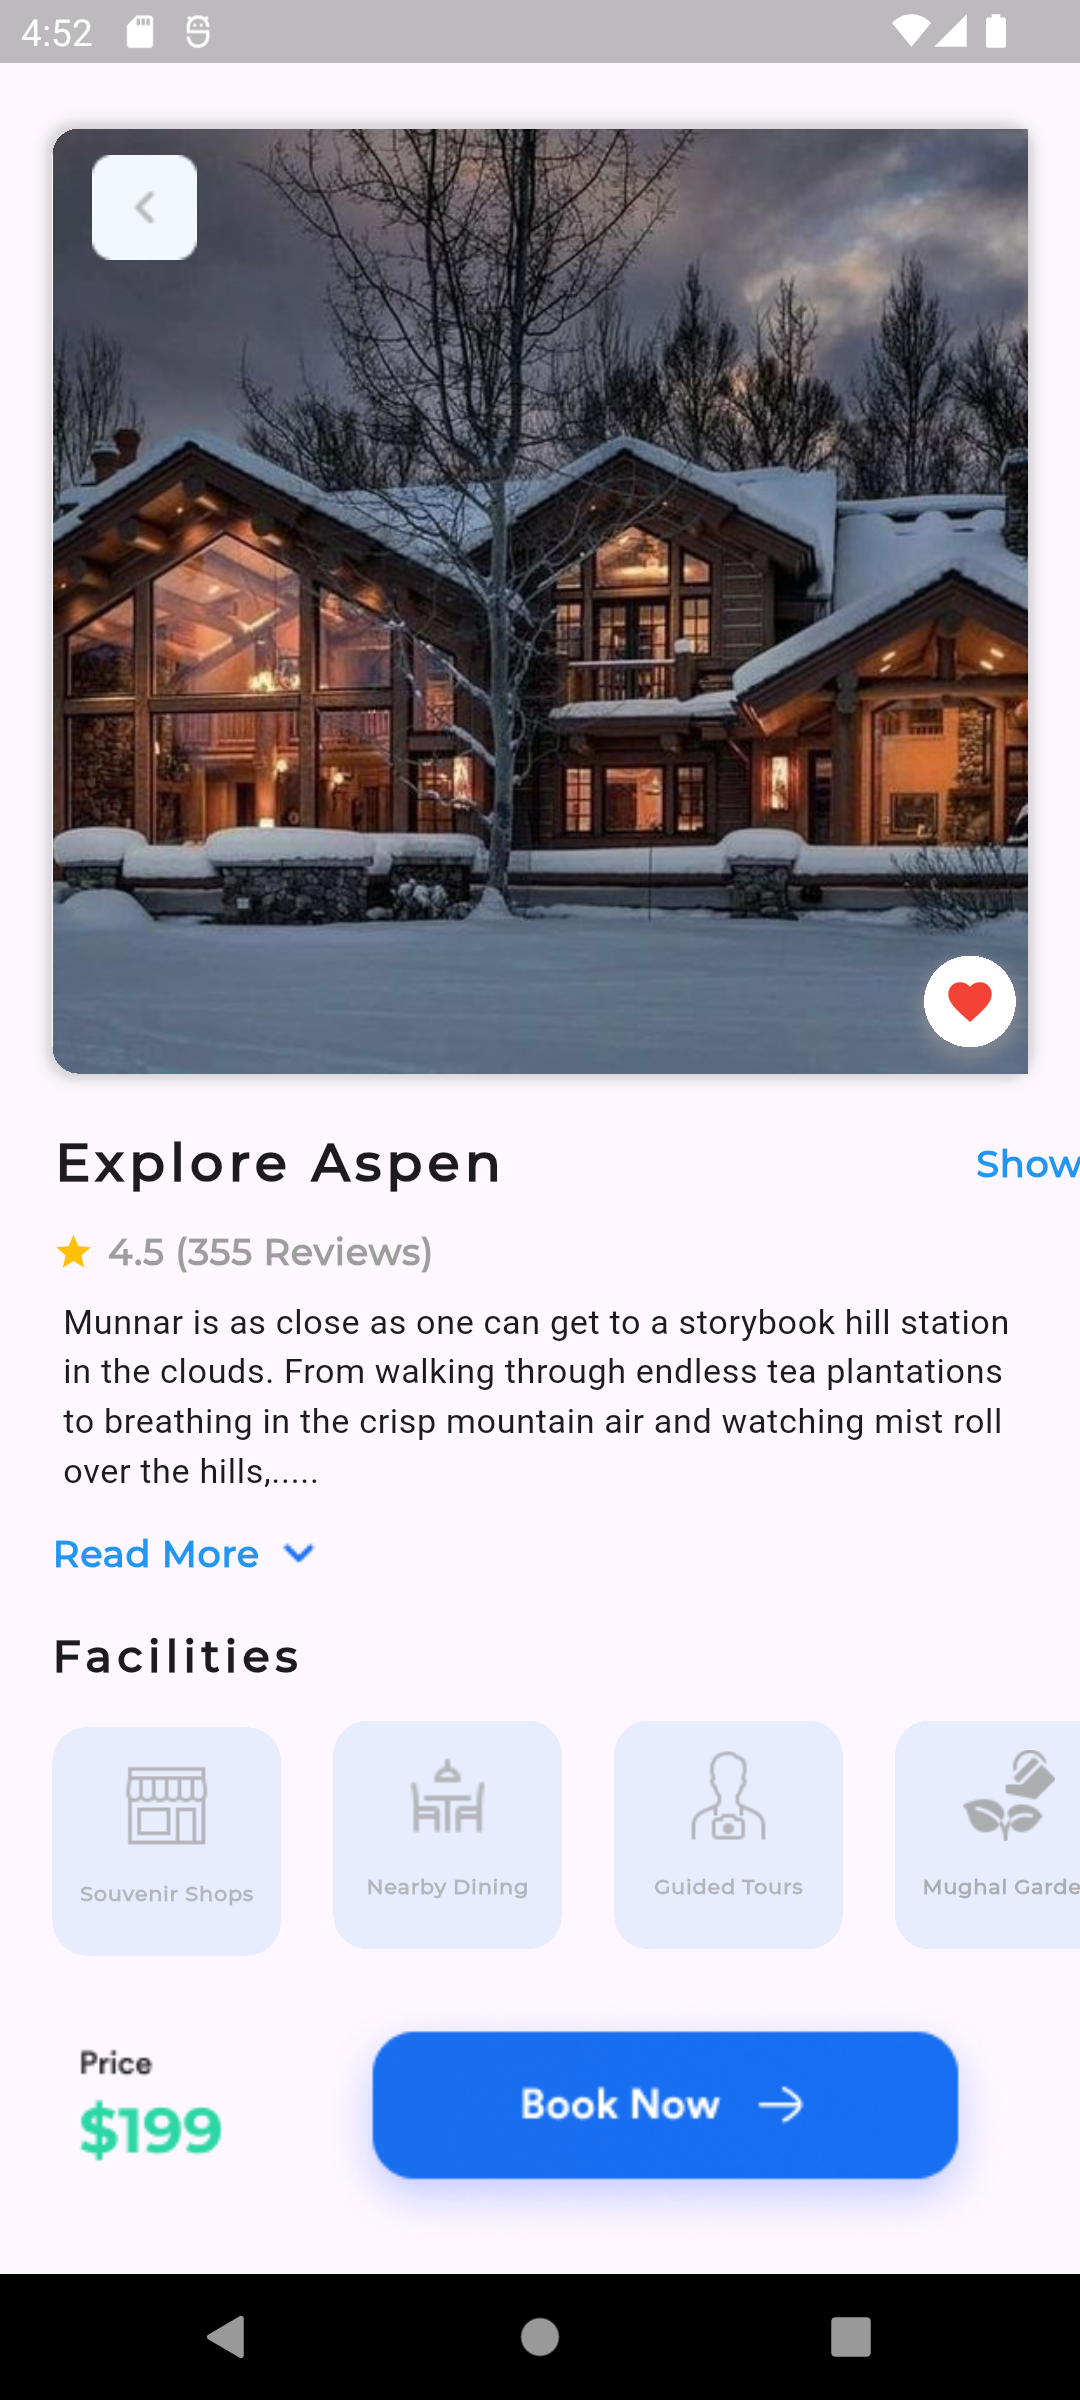 4:52
Explore Aspen
Show
4.5 (355 Reviews)
Munnar is as close as one can get to a storybook hill station
in the clouds. From walking through endless tea plantations
to breathing in the crisp mountain air and watching mist roll
over the hills,.....
Read More
Facilities
Souvenir Shops
Nearby Dining
Guided Tours
Mughal Garde
Price
$199
Book Now